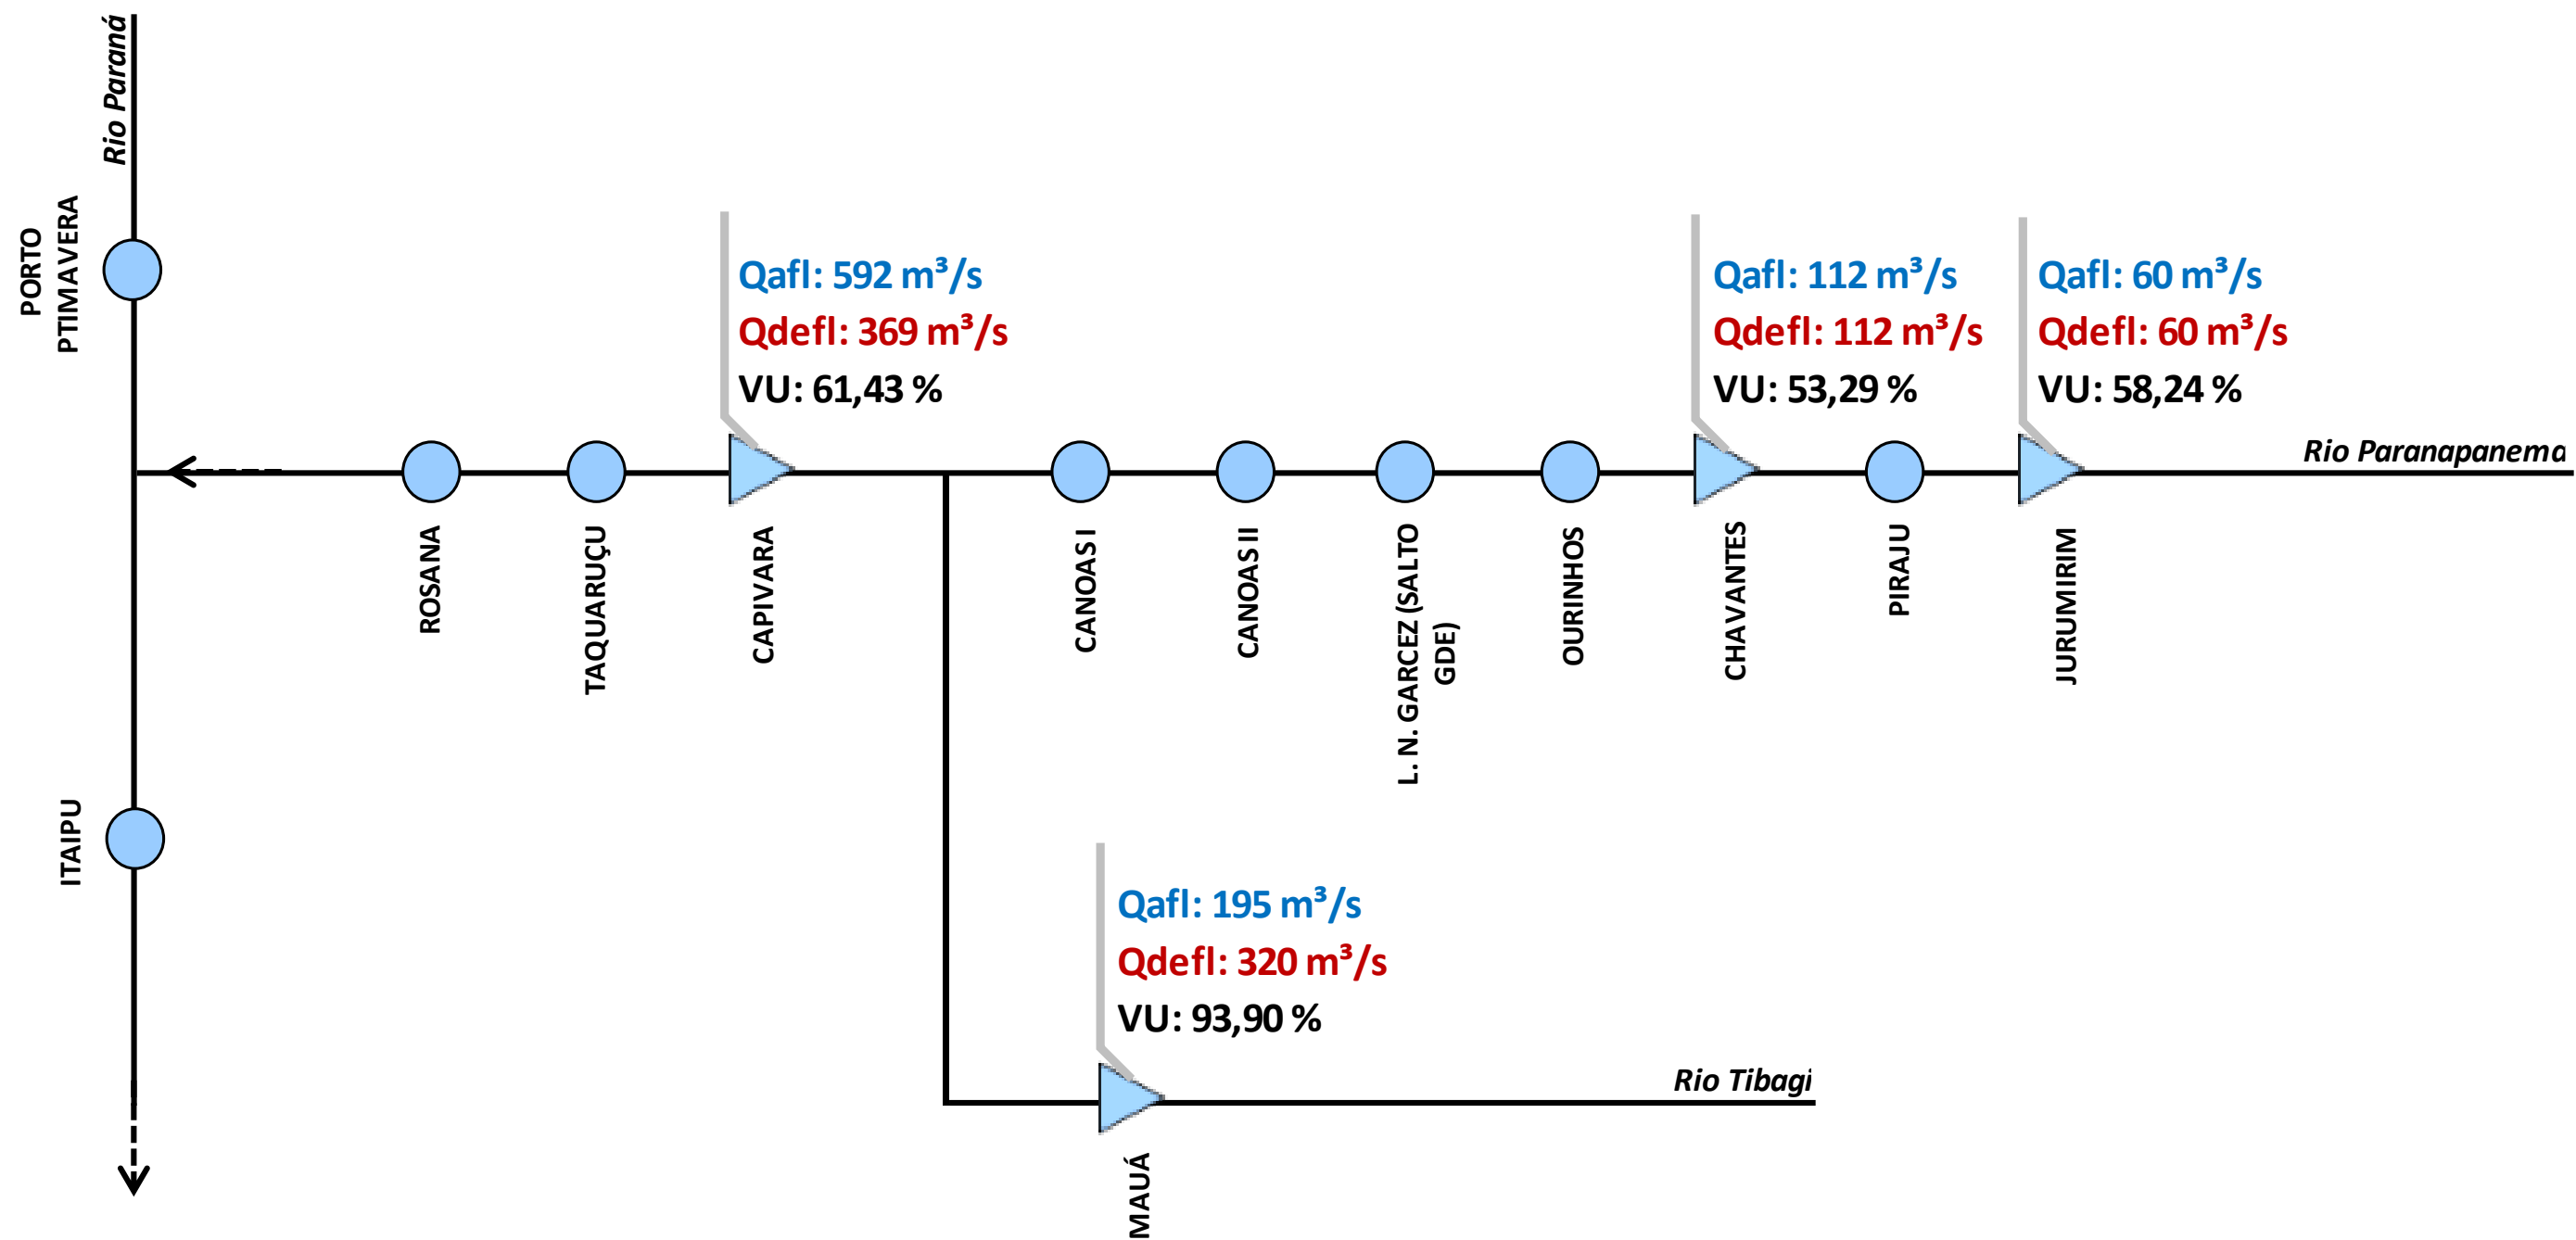 Rio Paraná
PORTO
PTIMAVERA
Qafl: 592 m³/s
Qdefl: 369 m³/s
VU: 61,43 %
Qafl: 112 m³/s
Qdefl: 112 m³/s
VU: 53,29 %
Qafl: 60 m³/s
Qdefl: 60 m³/s
VU: 58,24 %
Rio Paranapanema
ROSANA
TAQUARUÇU
CAPIVARA
CANOAS I
CANOAS II
L. N. GARCEZ (SALTO
GDE)
OURINHOS
CHAVANTES
PIRAJU
JURUMIRIM
ITAIPU
Qafl: 195 m³/s
Qdefl: 320 m³/s
VU: 93,90 %
Rio Tibagi
MAUÁ